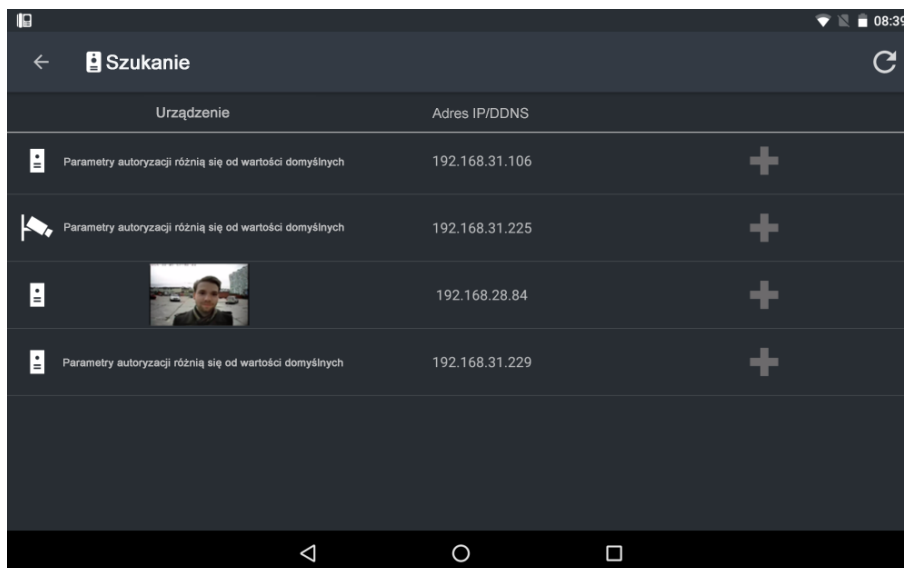 08:39
Szukanie
Urządzenie Adres IP/DDNS
Parametry autoryzacji różnią się od wartości domyślnych 192.168.31.106
Parametry autoryzacji różnią się od wartości domyślnych 192.168.31.225
192.168.28.84
Parametry autoryzacji różnią się od wartości domyślnych 192.168.31.229